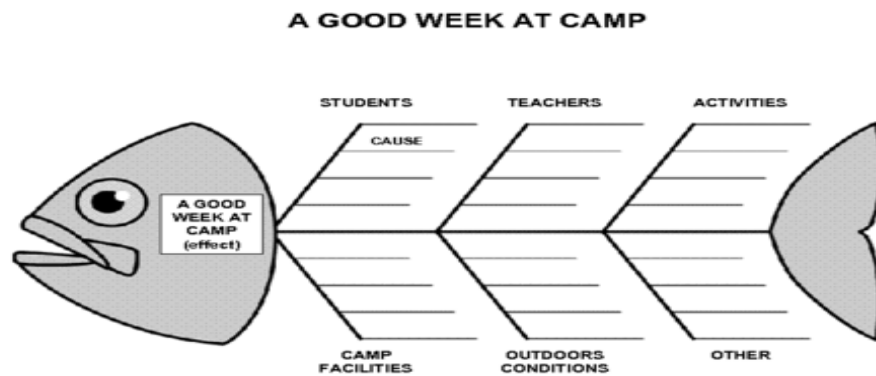 A GOOD WEEK AT CAMP
STUDENTS
TEACHERS
ACTIVITIES
CAUSE
A GOOD
WEEK AT
CAMP
(effect)
CAMP
FACILITIES
OUTDOORS
CONDITIONS
OTHER